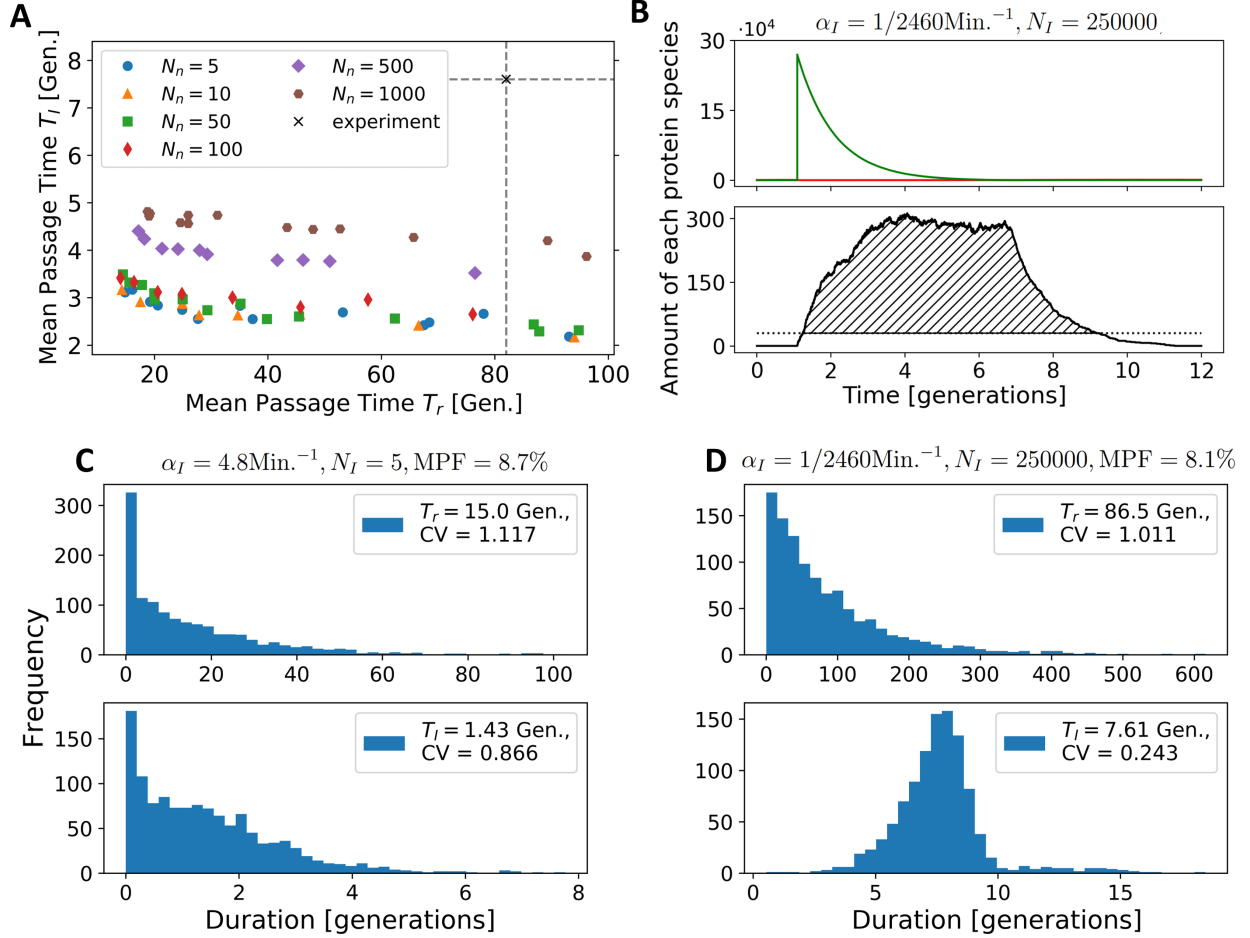 A
Mean Passage Time T_l [Gen.]
8
7
6
5
4
3
2
N_n = 5
N_n = 10
N_n = 50
N_n = 100
N_n = 500
N_n = 1000
experiment
20 40 60 80 100
Mean Passage Time T_r [Gen.]
B
α_I = 1/2460Min.⁻¹, N_I = 250000
·10⁴
Amount of each protein species
30
15
0
300
150
0
0 2 4 6 8 10 12
Time [generations]
C
α_I = 4.8Min.⁻¹, N_I = 5, MPF = 8.7%
Frequency
300
200
100
0
T_r = 15.0 Gen.,
CV = 1.117
0 20 40 60 80 100
150
100
50
0
T_l = 1.43 Gen.,
CV = 0.866
0 2 4 6 8
Duration [generations]
D
α_I = 1/2460Min.⁻¹, N_I = 250000, MPF = 8.1%
150
100
50
0
T_r = 86.5 Gen.,
CV = 1.011
0 100 200 300 400 500 600
150
100
50
0
T_l = 7.61 Gen.,
CV = 0.243
0 5 10 15
Duration [generations]